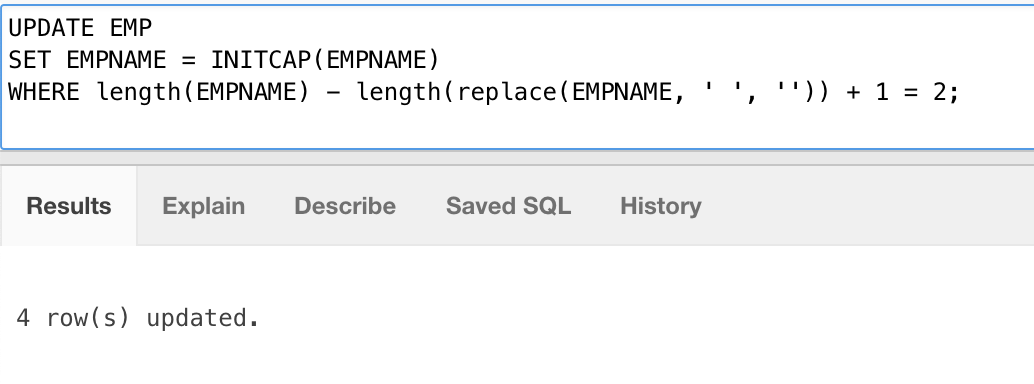 UPDATE EMP
SET EMPNAME = INITCAP(EMPNAME)
WHERE length(EMPNAME) – length(replace(EMPNAME, ' ', '')) + 1 = 2;
Results Explain Describe Saved SQL History
4 row(s) updated.